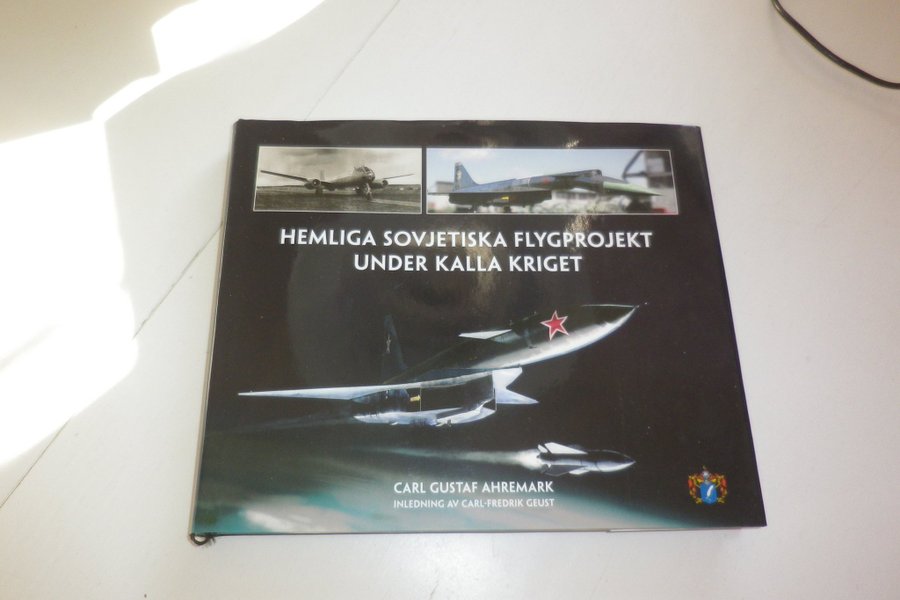 HEMLIGA SOVJETISKA FLYGPROJEKT
UNDER KALLA KRIGET
CARL GUSTAF AHREMARK
INLEDNING AV CARL-FREDRIK GEUST